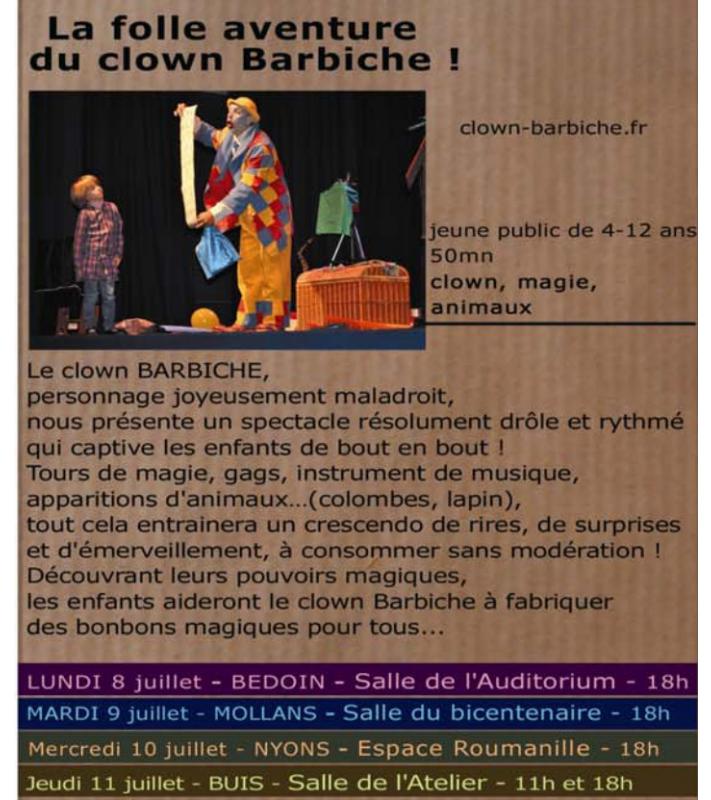 La folle aventure
du clown Barbiche !
clown-barbiche.fr
jeune public de 4-12 ans
50mn
clown, magie,
animaux
Le clown BARBICHE,
personnage joyeusement maladroit,
nous présente un spectacle résolument drôle et rythmé
qui captive les enfants de bout en bout !
Tours de magie, gags, instrument de musique,
apparitions d'animaux...(colombes, lapin),
tout cela entrainera un crescendo de rires, de surprises
et d'émerveillement, à consommer sans modération !
Découvrant leurs pouvoirs magiques,
les enfants aideront le clown Barbiche à fabriquer
des bonbons magiques pour tous...
LUNDI 8 juillet - BEDOIN - Salle de l'Auditorium - 18h
MARDI 9 juillet - MOLLANS - Salle du bicentenaire - 18h
Mercredi 10 juillet - NYONS - Espace Roumanille - 18h
Jeudi 11 juillet - BUIS - Salle de l'Atelier - 11h et 18h